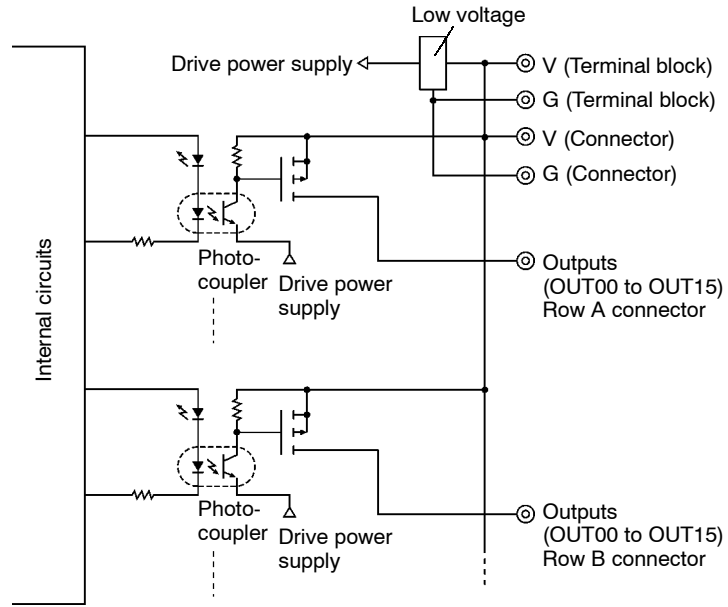 Low voltage
Drive power supply
V (Terminal block)
G (Terminal block)
V (Connector)
G (Connector)
Internal circuits
Photo-
coupler
Drive power
supply
Outputs
(OUT00 to OUT15)
Row A connector
Photo-
coupler
Drive power
supply
Outputs
(OUT00 to OUT15)
Row B connector